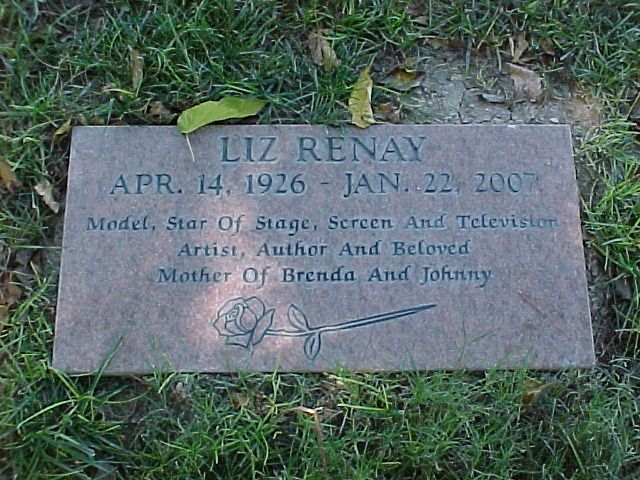 LIZ RENAY
APR. 14, 1926 - JAN. 22, 2007
Model, Star Of Stage, Screen And Television
Artist, Author And Beloved
Mother Of Brenda And Johnny